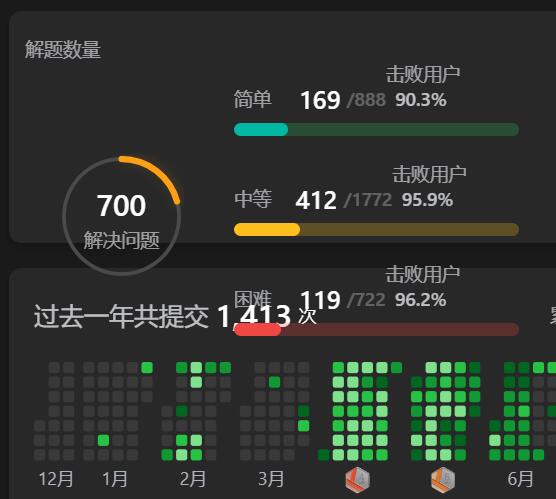 解题数量
击败用户
简单 169 /888 90.3%
击败用户
中等 412 /1772 95.9%
700
解决问题
击败用户
困难 119 /722 96.2%
过去一年共提交 1,413 次
12月 1月 2月 3月 6月